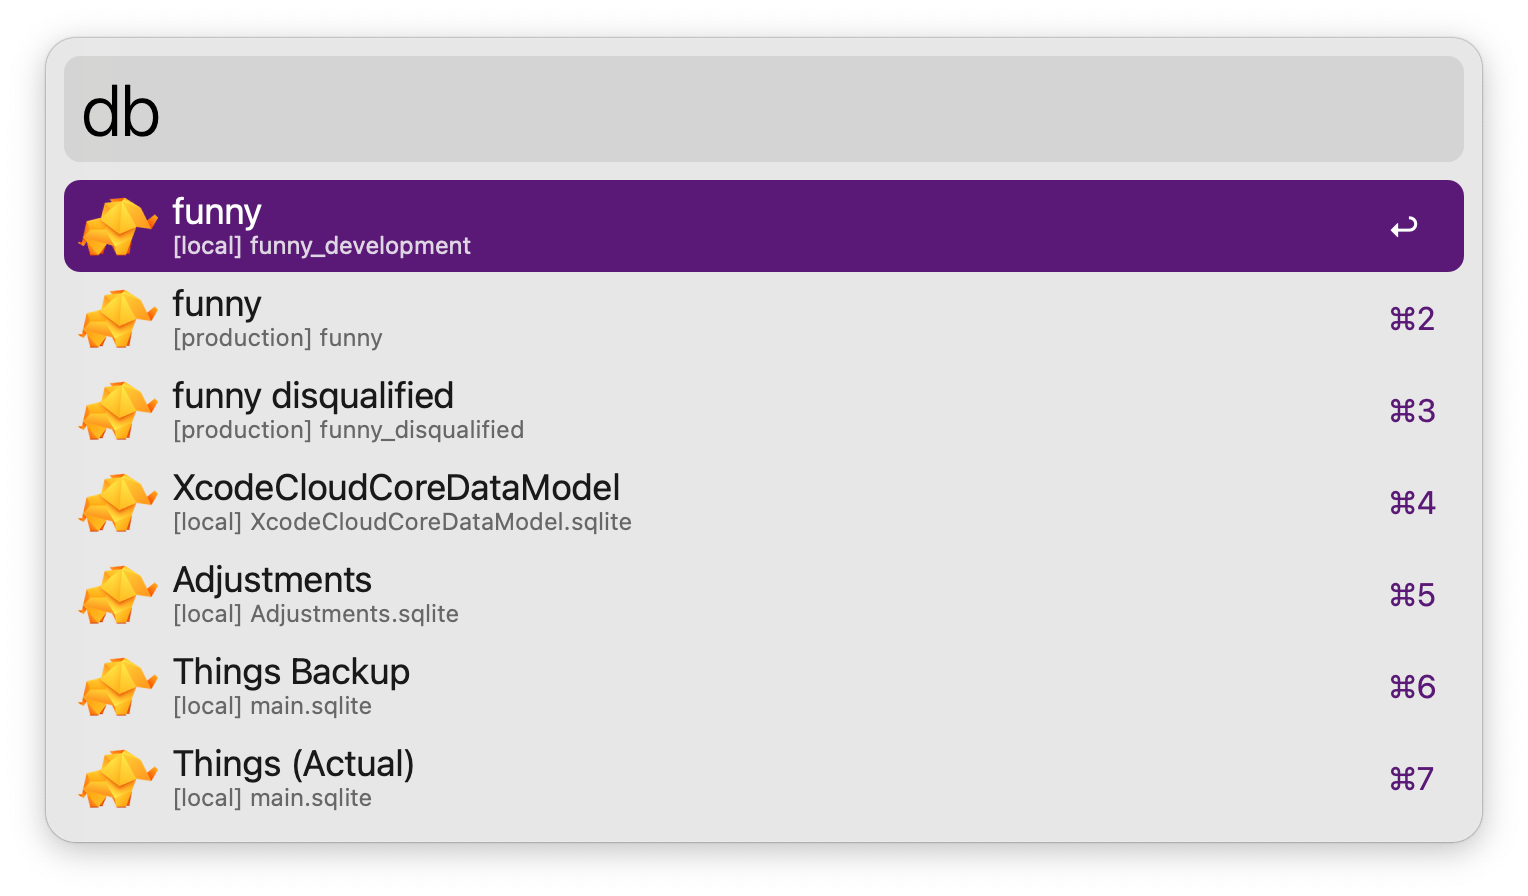 db
funny
[local] funny_development
funny
[production] funny
⌘2
funny disqualified
[production] funny_disqualified
⌘3
XcodeCloudCoreDataModel
[local] XcodeCloudCoreDataModel.sqlite
⌘4
Adjustments
[local] Adjustments.sqlite
⌘5
Things Backup
[local] main.sqlite
⌘6
Things (Actual)
[local] main.sqlite
⌘7